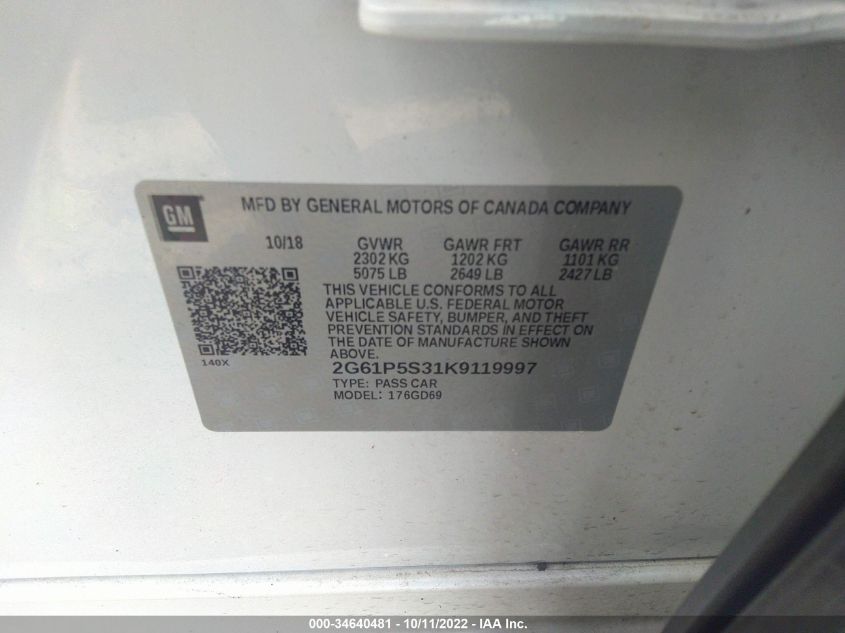 GM
MFD BY GENERAL MOTORS OF CANADA COMPANY
10/18 GVWR GAWR FRT GAWR RR
2302 KG 1202 KG 1101 KG
5075 LB 2649 LB 2427 LB
THIS VEHICLE CONFORMS TO ALL
APPLICABLE U.S. FEDERAL MOTOR
VEHICLE SAFETY, BUMPER, AND THEFT
PREVENTION STANDARDS IN EFFECT ON
THE DATE OF MANUFACTURE SHOWN
ABOVE.
140X
2G61P5S31K9119997
TYPE: PASS CAR
MODEL: 176GD69
000-34640481 - 10/11/2022 - IAA Inc.